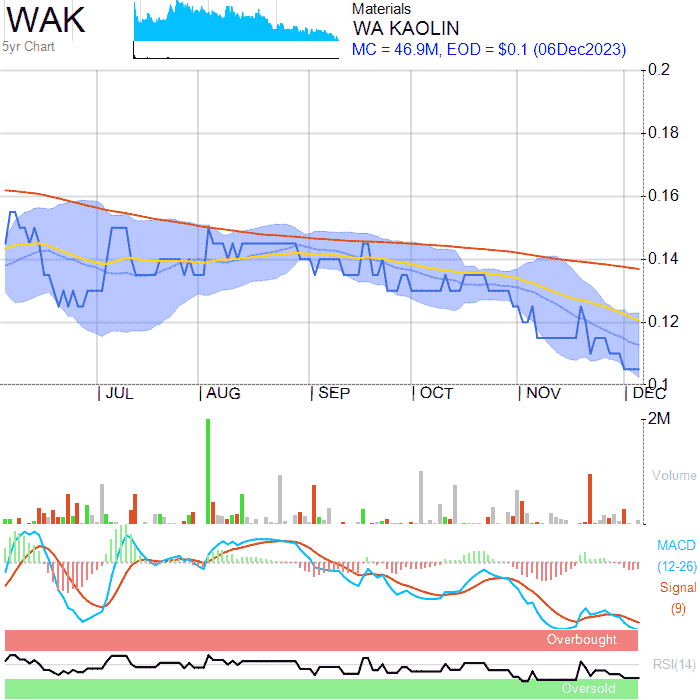 WAK
5yr Chart
Materials
WA KAOLIN
MC = 46.9M, EOD = $0.1 (06Dec2023)
0.2
0.18
0.16
0.14
0.12
0.1
JUL AUG SEP OCT NOV DEC
2M
Volume
MACD
(12-26)
Signal
(9)
Overbought
RSI(14)
Oversold